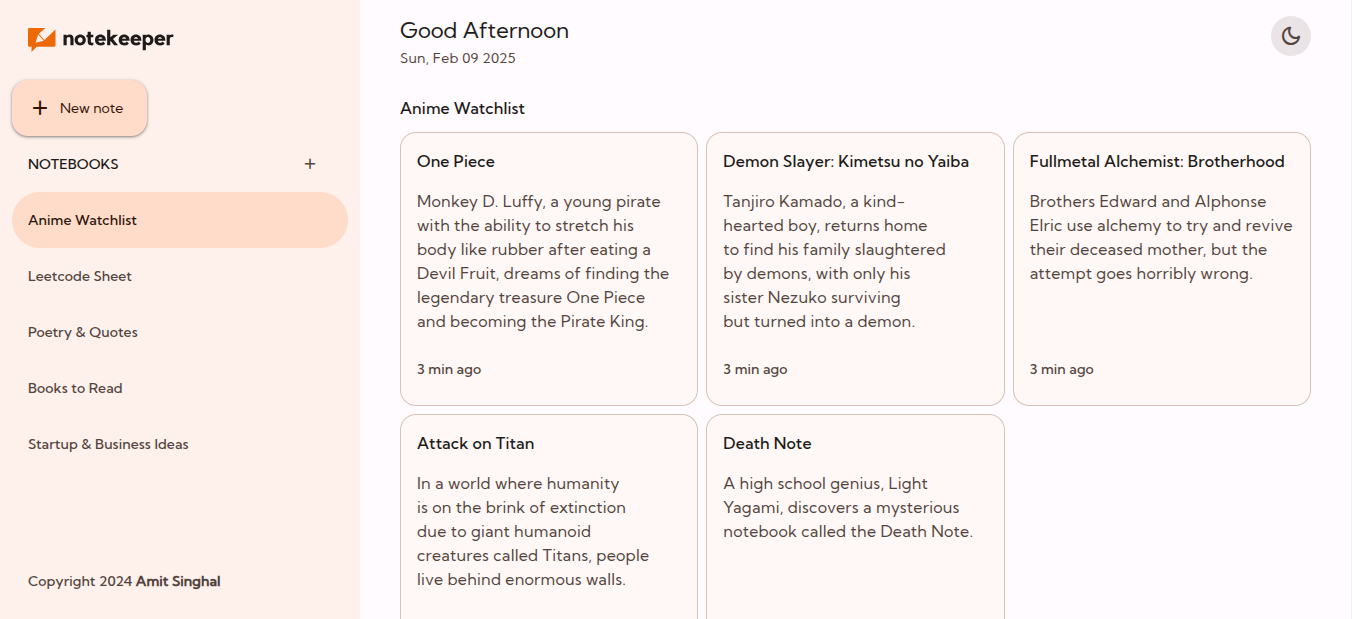 notekeeper
New note
NOTEBOOKS
Anime Watchlist
Leetcode Sheet
Poetry & Quotes
Books to Read
Startup & Business Ideas
Copyright 2024 Amit Singhal
Good Afternoon
Sun, Feb 09 2025
Anime Watchlist
One Piece
Monkey D. Luffy, a young pirate
with the ability to stretch his
body like rubber after eating a
Devil Fruit, dreams of finding the
legendary treasure One Piece
and becoming the Pirate King.
3 min ago
Demon Slayer: Kimetsu no Yaiba
Tanjiro Kamado, a kind-
hearted boy, returns home
to find his family slaughtered
by demons, with only his
sister Nezuko surviving
but turned into a demon.
3 min ago
Fullmetal Alchemist: Brotherhood
Brothers Edward and Alphonse
Elric use alchemy to try and revive
their deceased mother, but the
attempt goes horribly wrong.
3 min ago
Attack on Titan
In a world where humanity
is on the brink of extinction
due to giant humanoid
creatures called Titans, people
live behind enormous walls.
Death Note
A high school genius, Light
Yagami, discovers a mysterious
notebook called the Death Note.